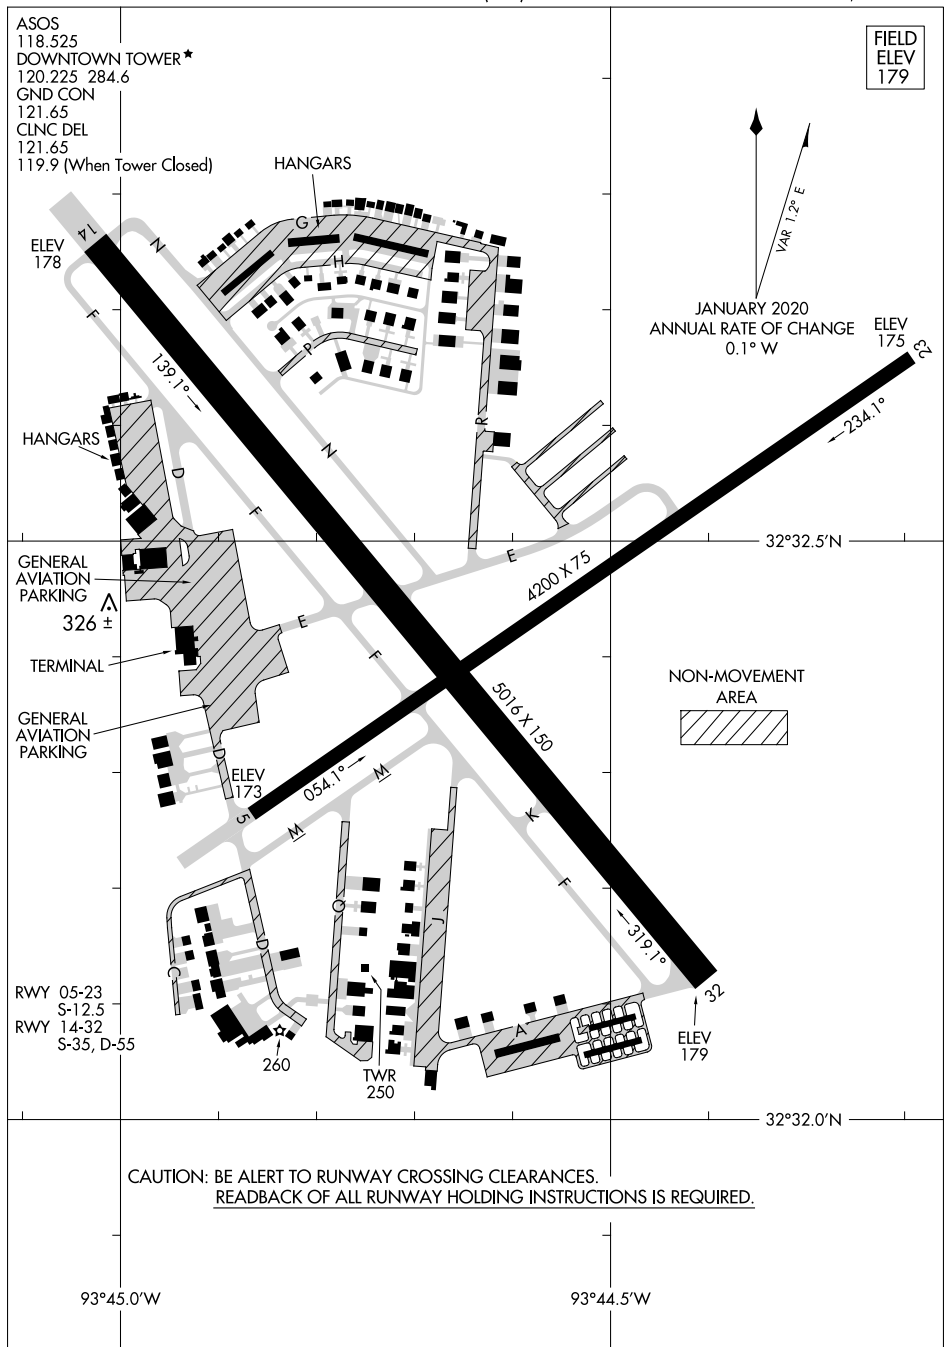 ASOS
118.525
DOWNTOWN TOWER★
120.225 284.6
GND CON
121.65
CLNC DEL
121.65
119.9 (When Tower Closed)
FIELD
ELEV
179
HANGARS
VAR 1.2° E
JANUARY 2020
ANNUAL RATE OF CHANGE
0.1° W
ELEV
178
14
N
G
H
P
F
139.1°
ELEV
175
23
234.1°
HANGARS
D
N
R
F
E
4200 X 75
32°32.5'N
GENERAL
AVIATION
PARKING
326 ±
E
F
TERMINAL
GENERAL
AVIATION
PARKING
D
5016 X 150
NON-MOVEMENT
AREA
ELEV
173
5
054.1°
M
M
K
F
Q
J
C
D
319.1°
32
ELEV
179
A
RWY 05-23
S-12.5
RWY 14-32
S-35, D-55
260
TWR
250
32°32.0'N
CAUTION: BE ALERT TO RUNWAY CROSSING CLEARANCES.
READBACK OF ALL RUNWAY HOLDING INSTRUCTIONS IS REQUIRED.
93°45.0'W
93°44.5'W